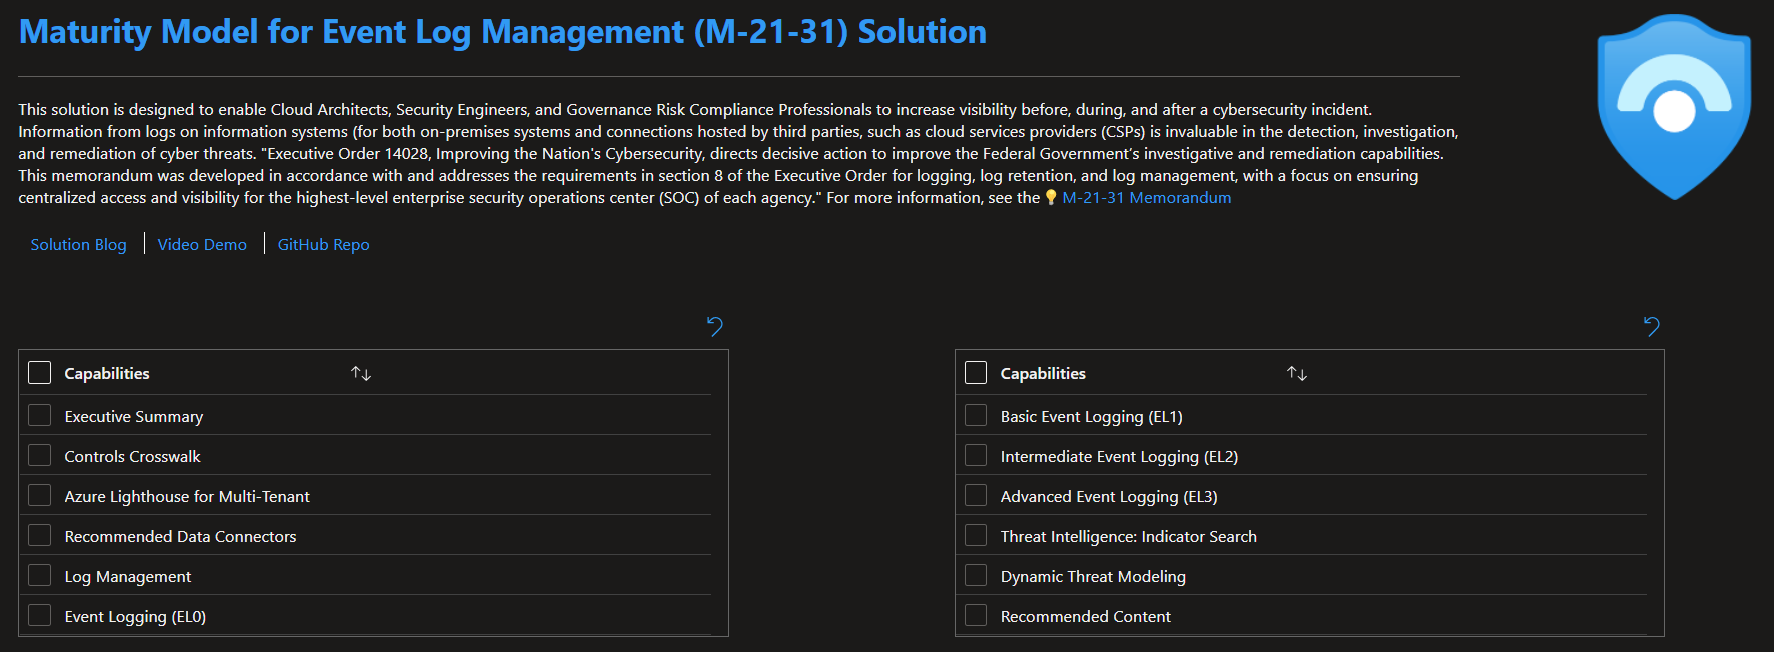 Maturity Model for Event Log Management (M-21-31) Solution
This solution is designed to enable Cloud Architects, Security Engineers, and Governance Risk Compliance Professionals to increase visibility before, during, and after a cybersecurity incident.
Information from logs on information systems (for both on-premises systems and connections hosted by third parties, such as cloud services providers (CSPs) is invaluable in the detection, investigation,
and remediation of cyber threats. "Executive Order 14028, Improving the Nation's Cybersecurity, directs decisive action to improve the Federal Government’s investigative and remediation capabilities.
This memorandum was developed in accordance with and addresses the requirements in section 8 of the Executive Order for logging, log retention, and log management, with a focus on ensuring
centralized access and visibility for the highest-level enterprise security operations center (SOC) of each agency." For more information, see the 💡 M-21-31 Memorandum
Solution Blog | Video Demo | GitHub Repo
Capabilities ↑↓
Executive Summary
Controls Crosswalk
Azure Lighthouse for Multi-Tenant
Recommended Data Connectors
Log Management
Event Logging (EL0)
Capabilities ↑↓
Basic Event Logging (EL1)
Intermediate Event Logging (EL2)
Advanced Event Logging (EL3)
Threat Intelligence: Indicator Search
Dynamic Threat Modeling
Recommended Content